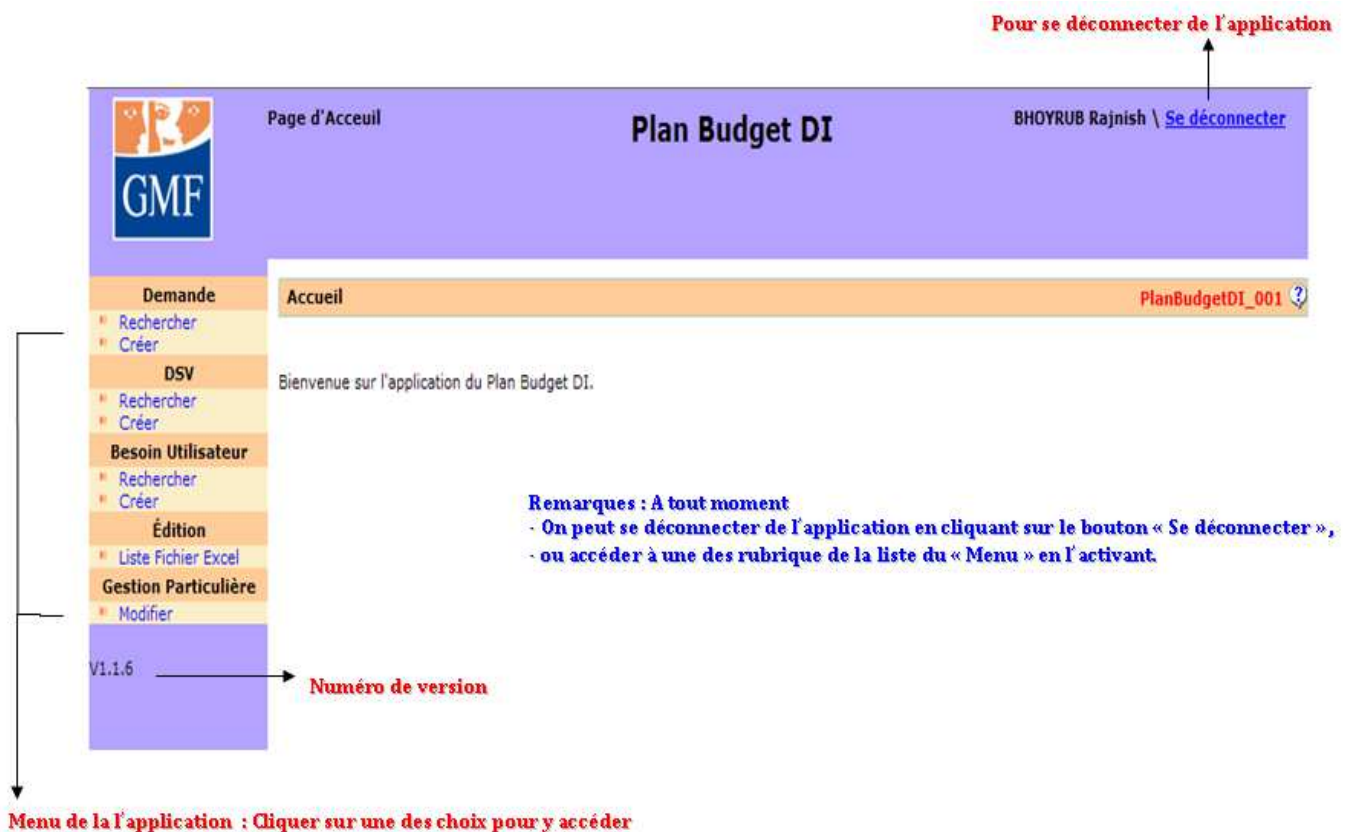 Pour se déconnecter de l'application
Page d'Acceuil
Plan Budget DI
BHOYRUB Rajnish \ Se déconnecter
GMF
Demande
Rechercher
Créer
DSV
Rechercher
Créer
Besoin Utilisateur
Rechercher
Créer
Édition
Liste Fichier Excel
Gestion Particulière
Modifier
V1.1.6
Accueil
PlanBudgetDI_001 ?
Bienvenue sur l'application du Plan Budget DI.
Remarques : A tout moment
- On peut se déconnecter de l'application en cliquant sur le bouton « Se déconnecter »,
- ou accéder à une des rubrique de la liste du « Menu » en l'activant.
Numéro de version
Menu de la l'application : Cliquer sur une des choix pour y accéder